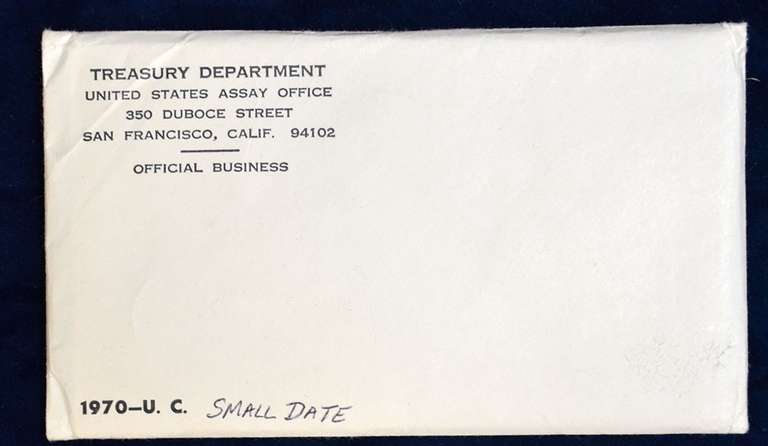 TREASURY DEPARTMENT
UNITED STATES ASSAY OFFICE
350 DUBOCE STREET
SAN FRANCISCO, CALIF. 94102
OFFICIAL BUSINESS
1970–U. C. SMALL DATE